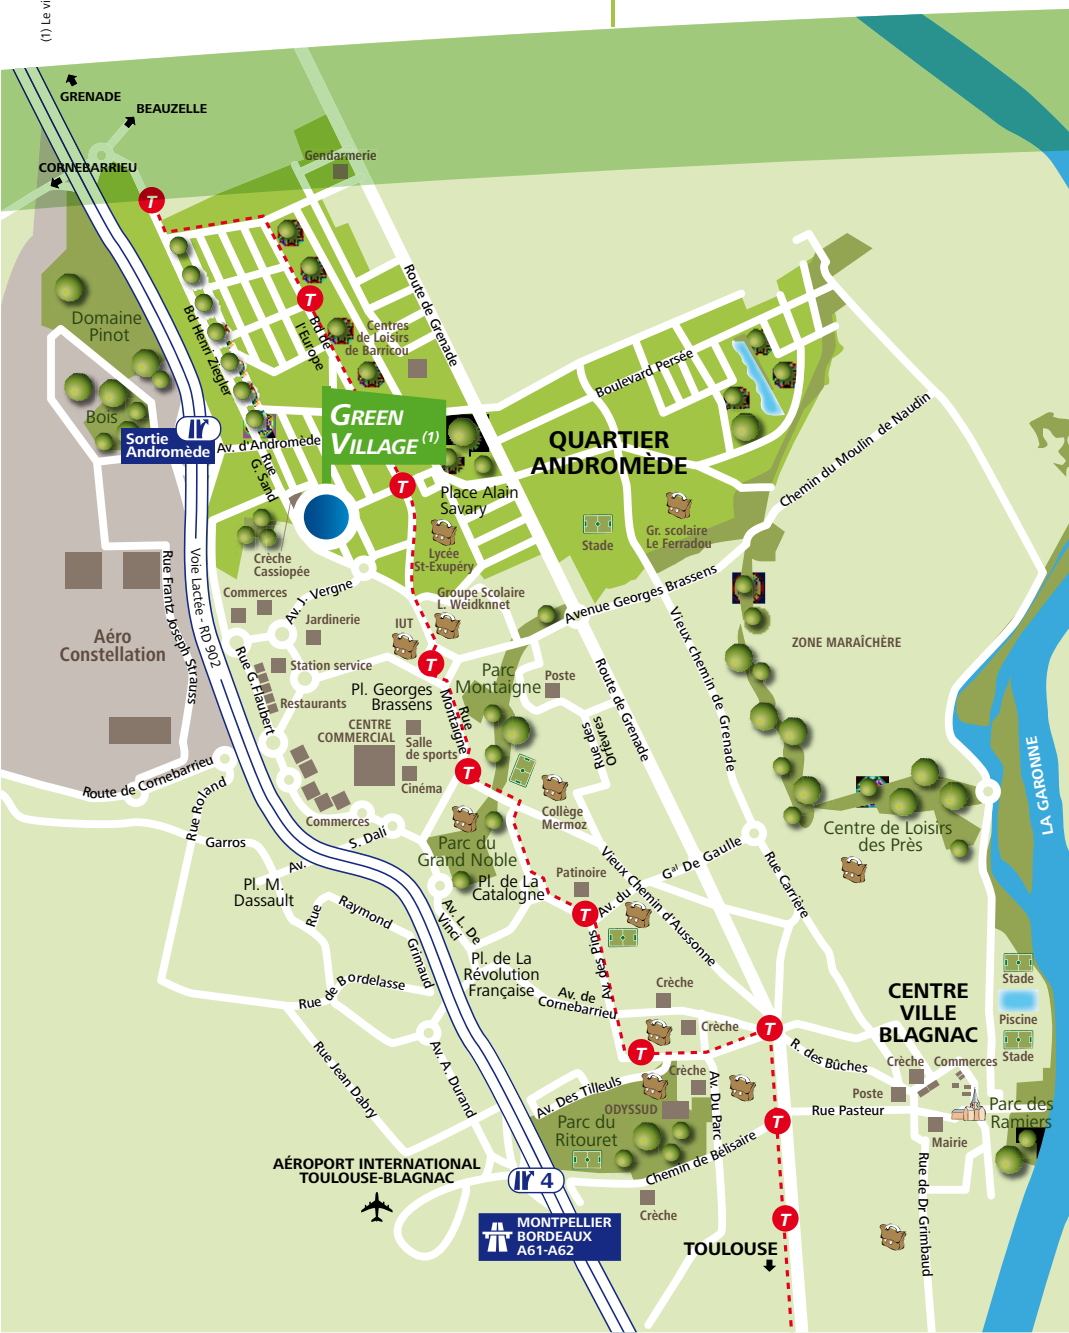 (1) Le vi
GRENADE
BEAUZELLE
CORNEBARRIEU
Gendarmerie
T
Route de Grenade
Domaine
Pinot
Bd Henri Ziegler
T
Bd de
l'Europe
Centres
de Loisirs
de Barricou
Boulevard Persée
Bois
Sortie
Andromède
Av. d'Andromède
GREEN
VILLAGE (1)
QUARTIER
ANDROMÈDE
Chemin du Moulin de Naudin
Rue
G. Sand
T
Place Alain
Savary
Stade
Gr. scolaire
Le Ferradou
Lycée
St-Exupéry
Crèche
Cassiopée
Voie Lactée - RD 902
Rue Frantz Joseph Strauss
Commerces
Av. J. Vergne
Groupe Scolaire
L. Weidknnet
Avenue Georges Brassens
Jardinerie
IUT
Vieux chemin de Grenade
ZONE MARAÎCHÈRE
Aéro
Constellation
Rue G.Flaubert
Station service
T
Parc
Montaigne
Poste
Route de Grenade
Restaurants
Pl. Georges
Brassens
Rue
Montaigne
CENTRE
COMMERCIAL
Salle
de sports
Rue des
Orfèvres
LA GARONNE
Route de Cornebarrieu
Cinéma
T
Rue Roland
Commerces
Collège
Mermoz
Centre de Loisirs
des Près
Garros
Av. S. Dali
Parc du
Grand Noble
Vieux Chemin d'Aussonne
Gal De Gaulle
Rue Carrière
Pl. M.
Dassault
Pl. de La
Catalogne
Patinoire
Av. du
T
Rue
Raymond
Grimaud
Av. L. De
Vinci
Av. des Pins
Pl. de La
Révolution
Française
Rue de Bordelasse
Av. de
Cornebarrieu
Crèche
Crèche
T
CENTRE
VILLE
BLAGNAC
Stade
Piscine
Stade
T
R. des Bûches
Crèche
Commerces
Rue Jean Dabry
Av. A. Durand
Av. Des Tilleuls
Crèche
Av. Du Parc
ODYSSUD
Poste
Rue Pasteur
Parc des
Ramiers
Parc du
Ritouret
T
Mairie
Chemin de Bélisaire
AÉROPORT INTERNATIONAL
TOULOUSE-BLAGNAC
4
Crèche
Rue de Dr Grimbaud
MONTPELLIER
BORDEAUX
A61-A62
T
TOULOUSE